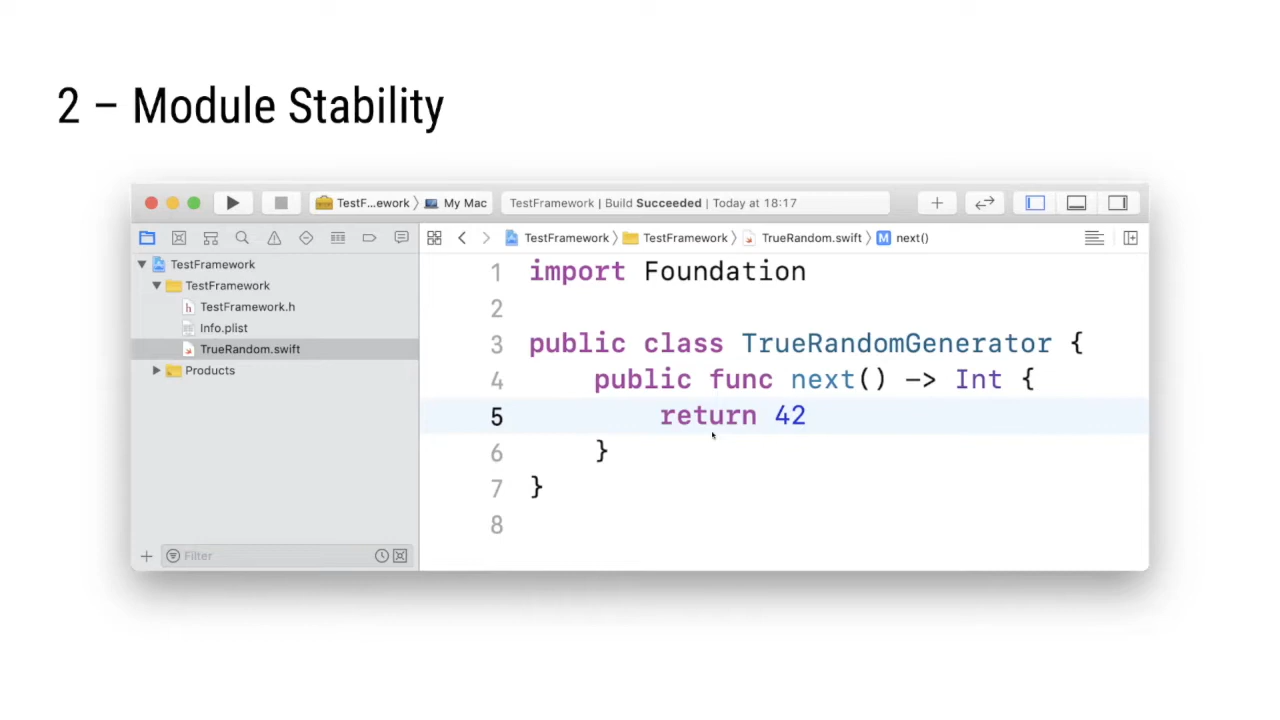 2 – Module Stability
TestF...ework 〉 My Mac
TestFramework | Build Succeeded | Today at 18:17
TestFramework 〉 TestFramework 〉 TrueRandom.swift 〉 M next()
TestFramework
TestFramework
h TestFramework.h
Info.plist
TrueRandom.swift
Products
Filter
1 import Foundation
2
3 public class TrueRandomGenerator {
4     public func next() -> Int {
5         return 42
6     }
7 }
8